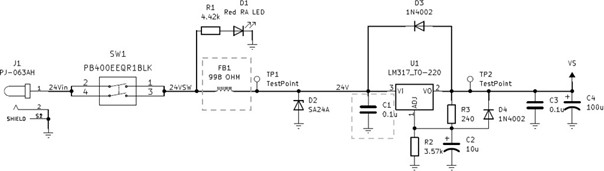 J1
PJ-063AH
1
2
SHIELD
24Vin
SW1
PB400EEQR1BLK
2
4
1
3
24VSW
R1
4.42k
D1
Red RA LED
FB1
998 OHM
TP1
TestPoint
D2
SA24A
24V
C1
0.1u
D3
1N4002
U1
LM317_TO-220
3
VI
VO
2
ADJ
1
R2
3.57k
R3
240
C2
10u
D4
1N4002
TP2
TestPoint
C3
0.1u
VS
C4
100u